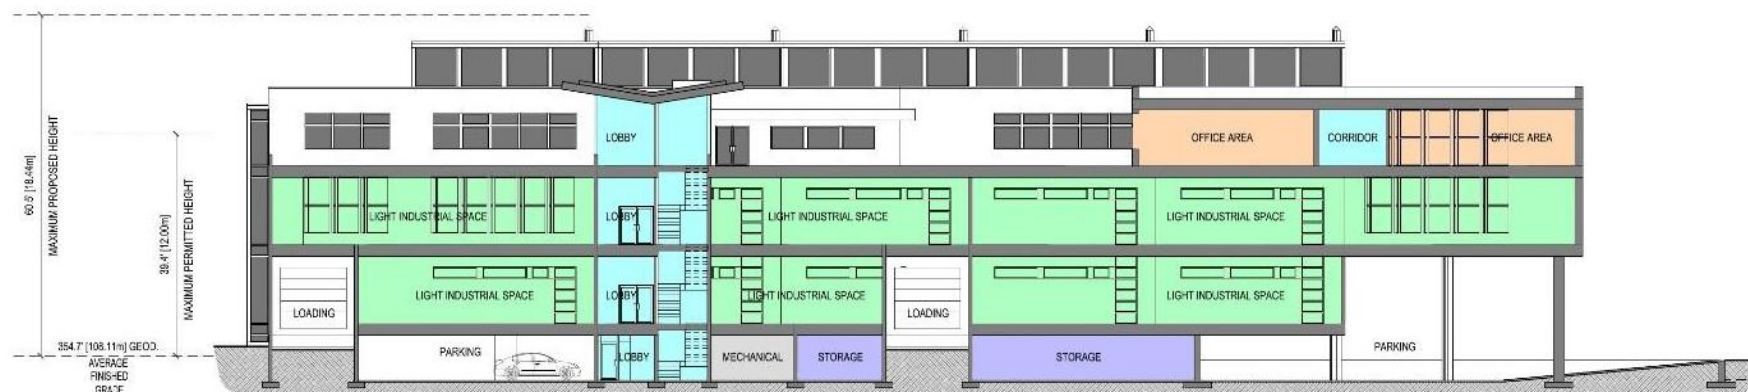 60.5' [18.44m]
MAXIMUM PROPOSED HEIGHT
39.4' [12.00m]
MAXIMUM PERMITTED HEIGHT
354.7' [108.11m] GEOD.
AVERAGE
FINISHED
GRADE
LOBBY
OFFICE AREA
CORRIDOR
OFFICE AREA
LIGHT INDUSTRIAL SPACE
LOBBY
LIGHT INDUSTRIAL SPACE
LIGHT INDUSTRIAL SPACE
LOADING
LIGHT INDUSTRIAL SPACE
LOBBY
LIGHT INDUSTRIAL SPACE
LOADING
LIGHT INDUSTRIAL SPACE
PARKING
LOBBY
MECHANICAL
STORAGE
STORAGE
PARKING